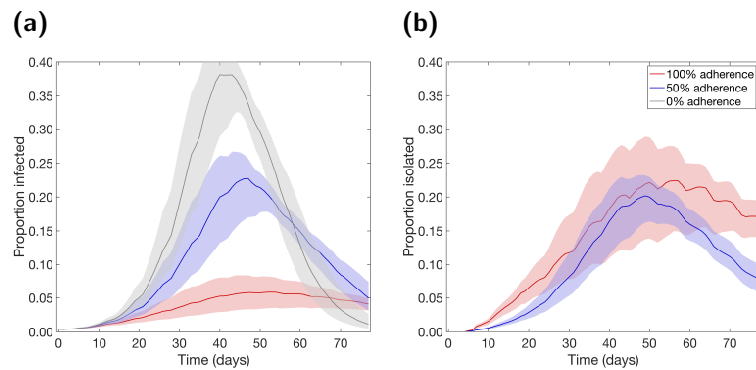 (a)
0.40
0.35
0.30
0.25
0.20
0.15
0.10
0.05
0.00
Proportion infected
0 10 20 30 40 50 60 70
Time (days)
(b)
0.40
0.35
0.30
0.25
0.20
0.15
0.10
0.05
0.00
Proportion isolated
0 10 20 30 40 50 60 70
Time (days)
100% adherence
50% adherence
0% adherence